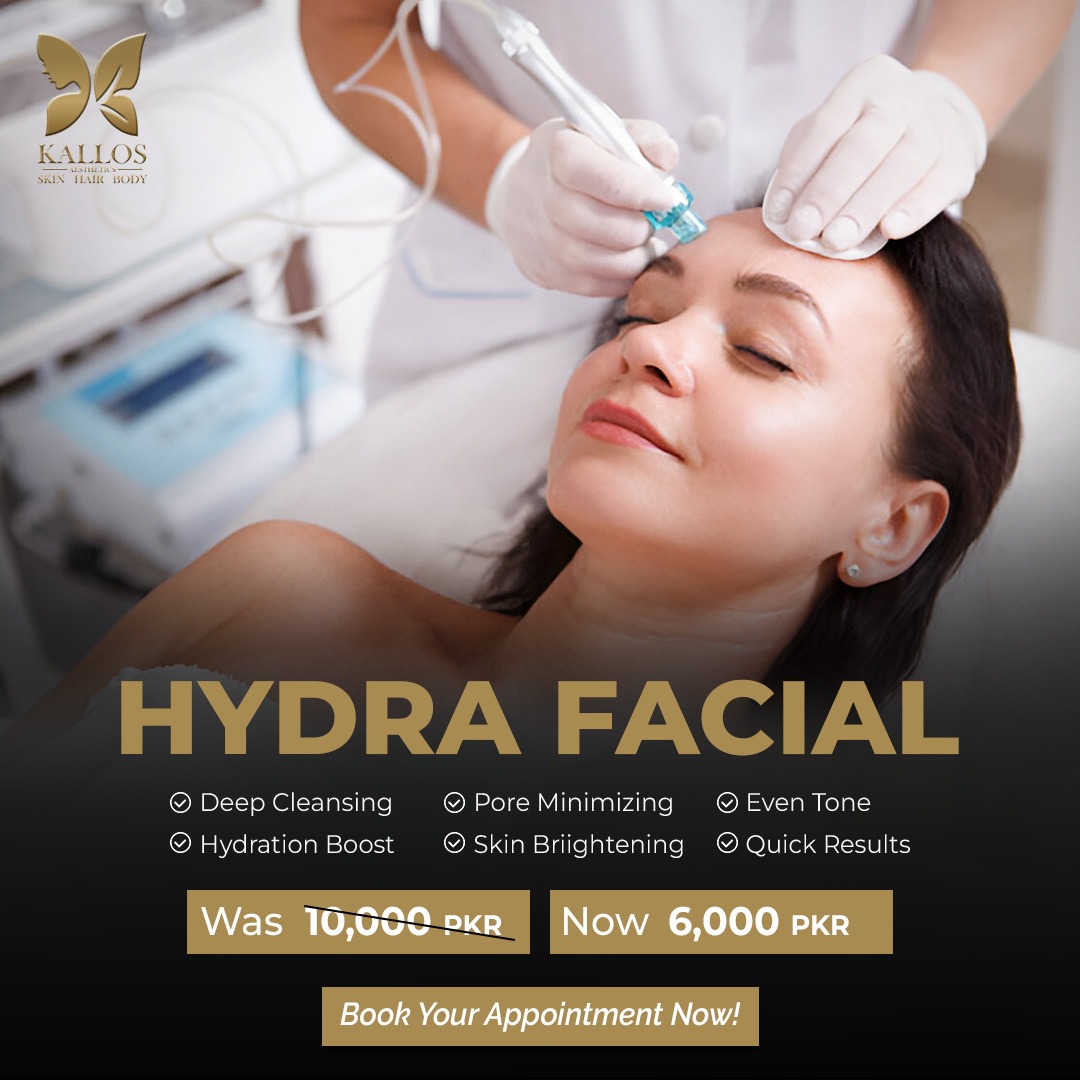 KALLOS
AESTHETICS
SKIN HAIR BODY
HYDRA FACIAL
Deep Cleansing
Pore Minimizing
Even Tone
Hydration Boost
Skin Briightening
Quick Results
Was 10,000 PKR
Now 6,000 PKR
Book Your Appointment Now!